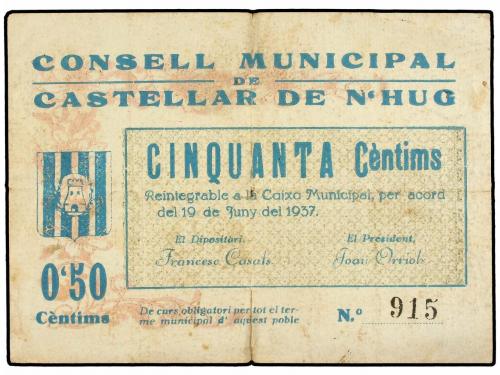 CONSELL MUNICIPAL
DE
CASTELLAR DE N'HUG
CINQUANTA Cèntims
Reintegrable a la Caixa Municipal, per acord
del 19 de Juny del 1937.
El Dipositari, El President,
Francesc Casals Joan Orriols
0'50
Cèntims
De curs obligatori per tot el ter-
me municipal d' aquest poble
N.º 915